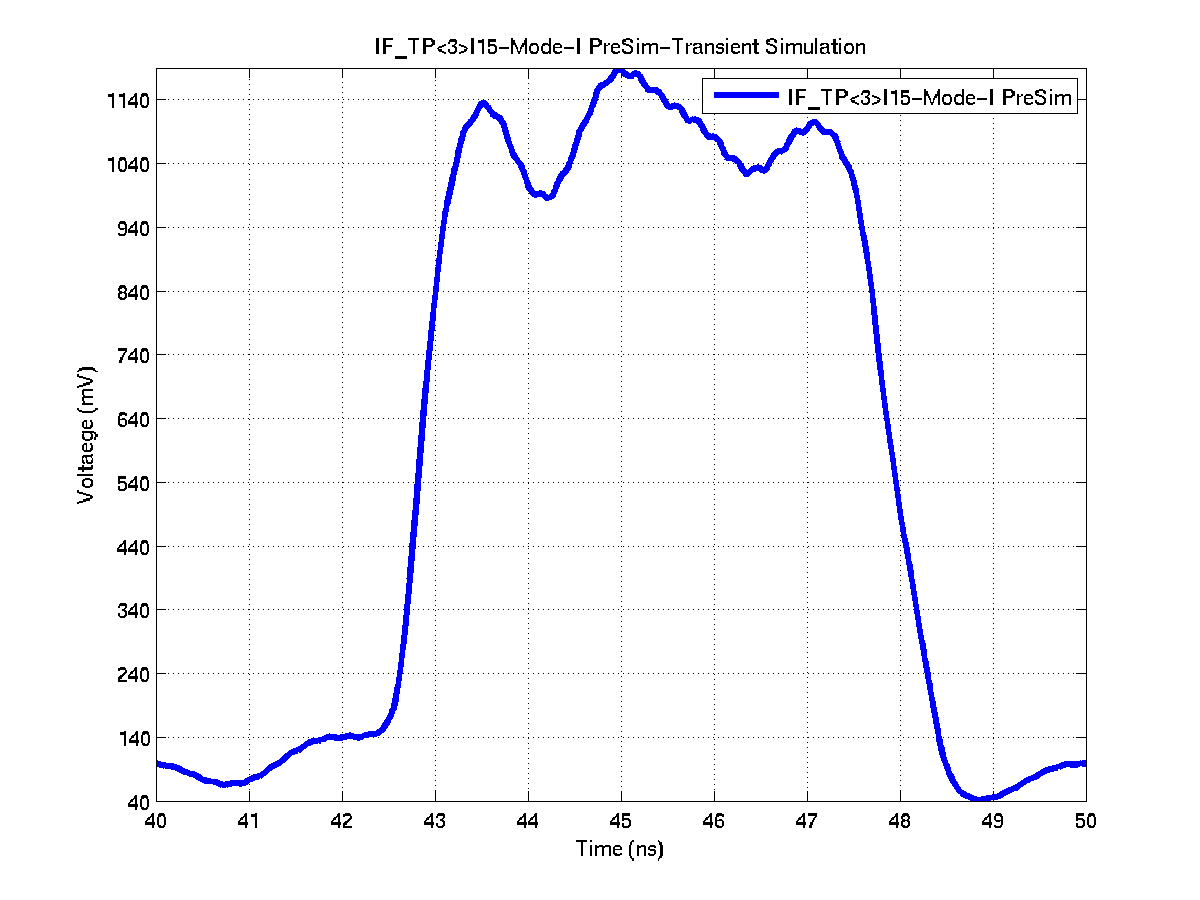 IF_TP<3>I15-Mode-I PreSim-Transient Simulation
IF_TP<3>I15-Mode-I PreSim
1140
1040
940
840
740
640
540
440
340
240
140
40
Voltaege (mV)
40 41 42 43 44 45 46 47 48 49 50
Time (ns)